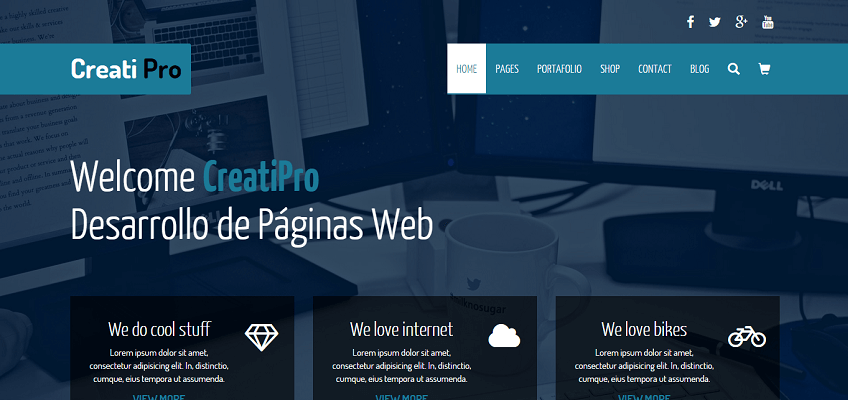 Creati Pro
HOME PAGES PORTAFOLIO SHOP CONTACT BLOG
Welcome CreatiPro
Desarrollo de Páginas Web
DELL
We do cool stuff
Lorem ipsum dolor sit amet,
consectetur adipisicing elit. In, distinctio,
cumque, eius tempora ut assumenda.
VIEW MORE
We love internet
Lorem ipsum dolor sit amet,
consectetur adipisicing elit. In, distinctio,
cumque, eius tempora ut assumenda.
VIEW MORE
We love bikes
Lorem ipsum dolor sit amet,
consectetur adipisicing elit. In, distinctio,
cumque, eius tempora ut assumenda.
VIEW MORE